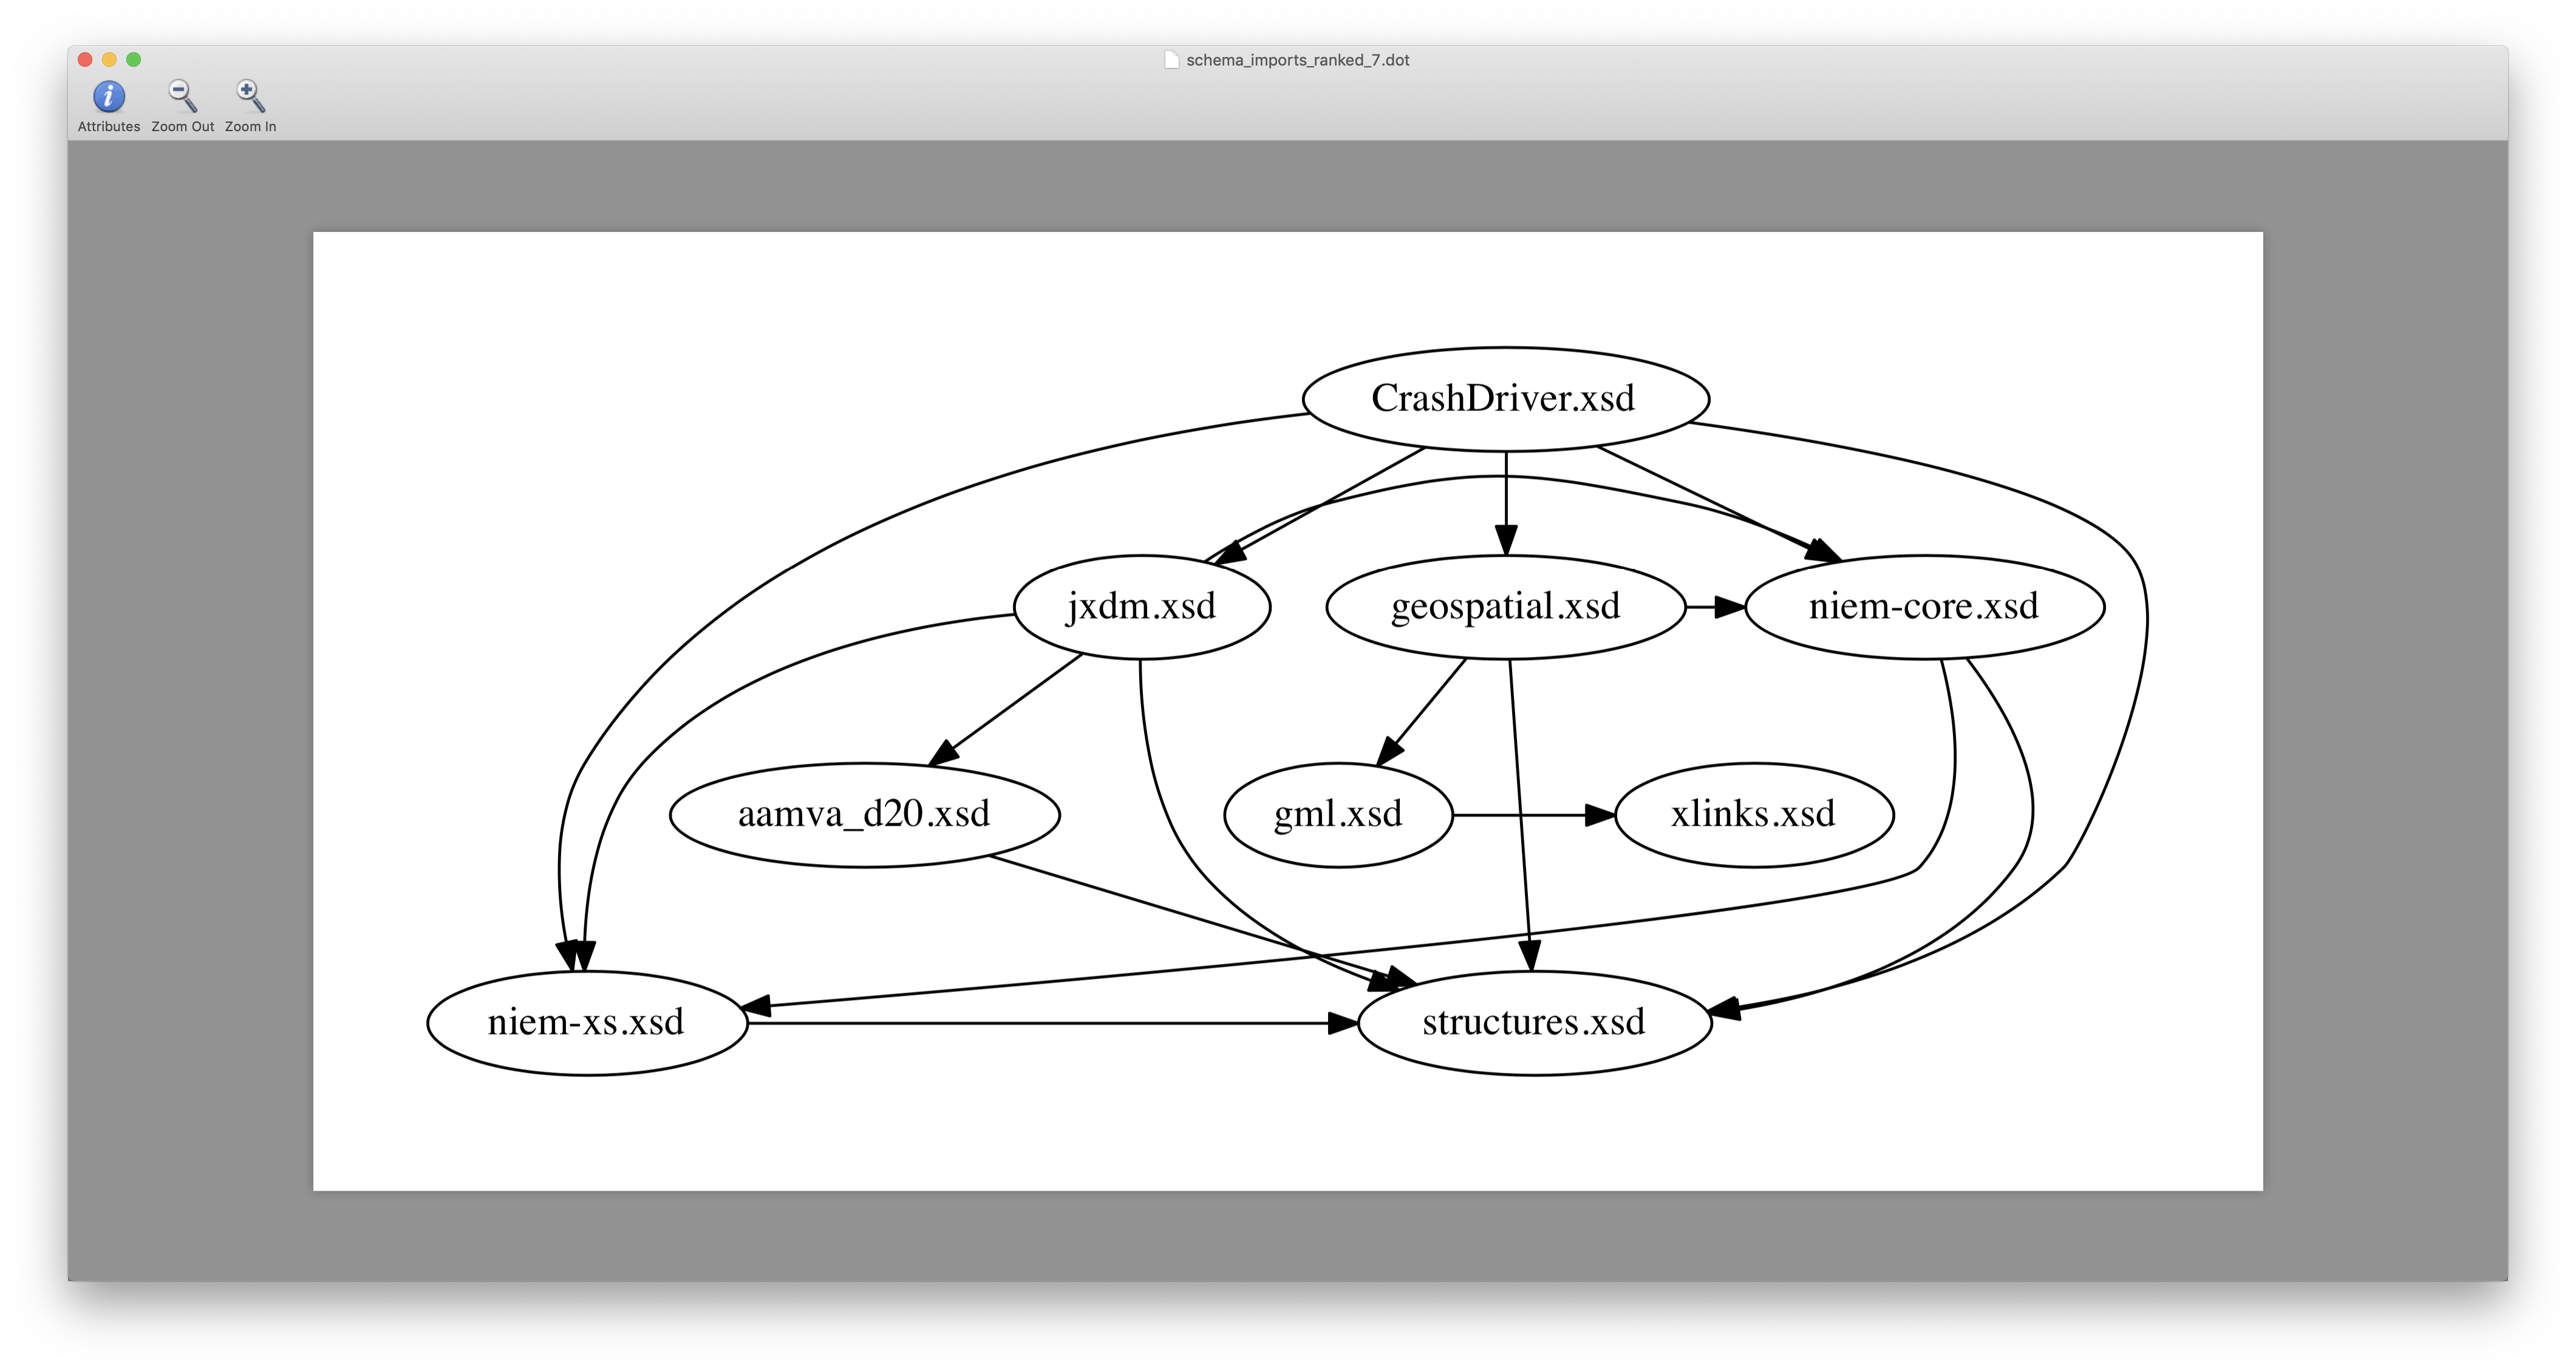 schema_imports_ranked_7.dot
Attributes Zoom Out Zoom In
CrashDriver.xsd
jxdm.xsd geospatial.xsd niem-core.xsd
aamva_d20.xsd gml.xsd xlinks.xsd
niem-xs.xsd structures.xsd